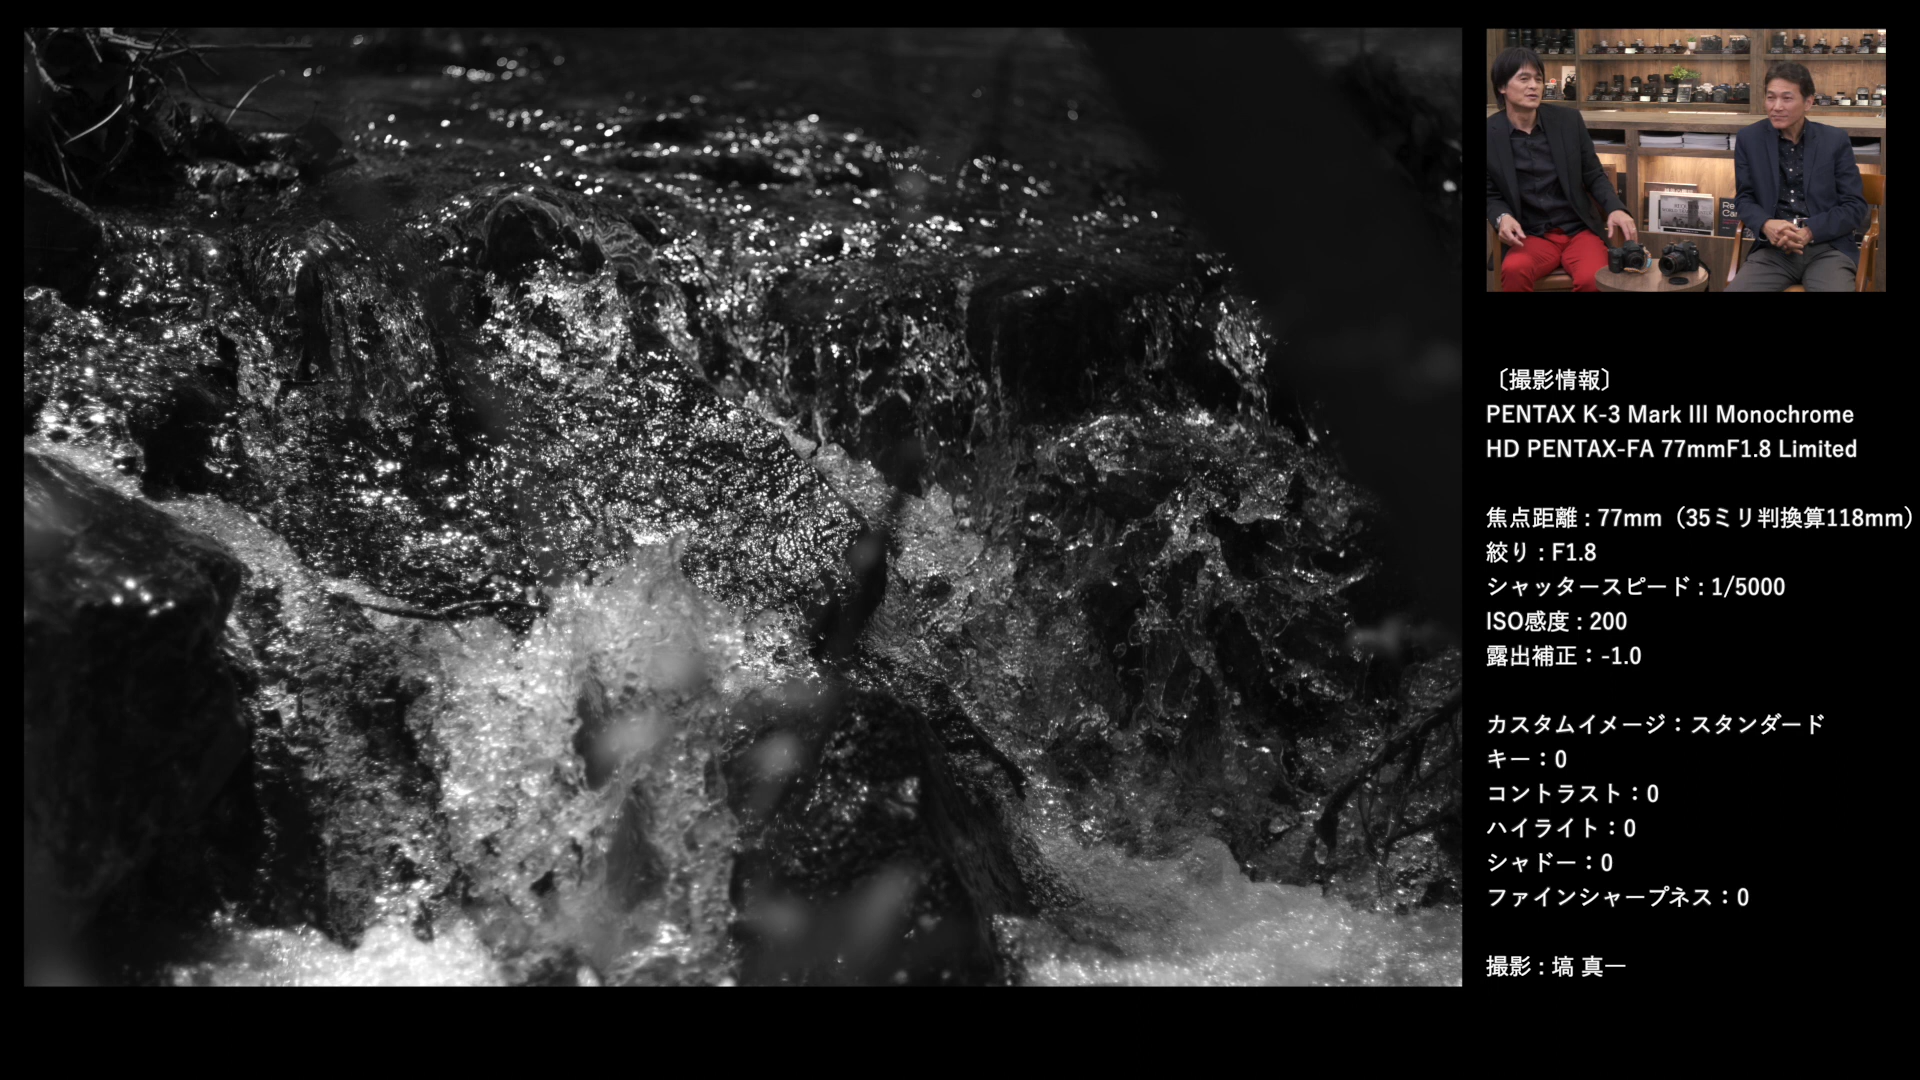 〔撮影情報〕
PENTAX K-3 Mark III Monochrome
HD PENTAX-FA 77mmF1.8 Limited
焦点距離 : 77mm（35ミリ判換算118mm）
絞り : F1.8
シャッタースピード : 1/5000
ISO感度 : 200
露出補正：-1.0
カスタムイメージ：スタンダード
キー：0
コントラスト：0
ハイライト：0
シャドー：0
ファインシャープネス：0
撮影 : 塙 真一